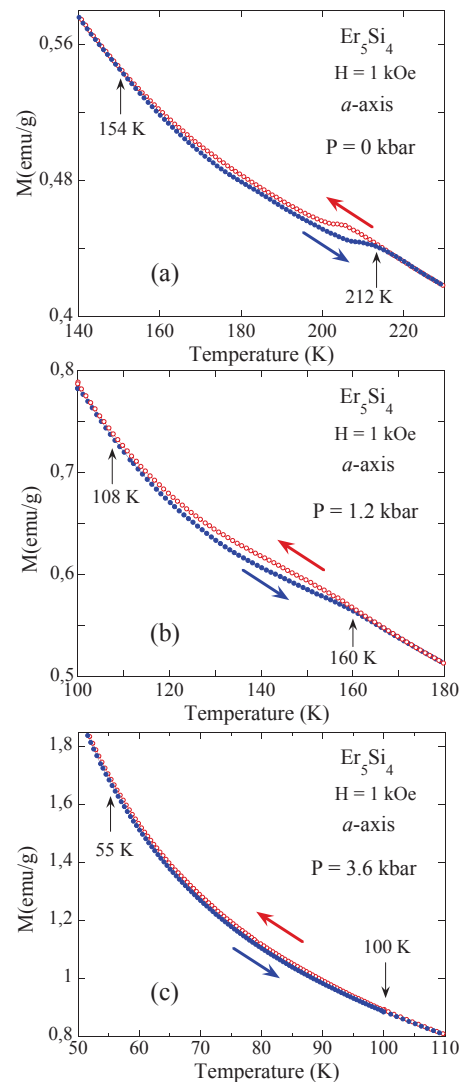 0,56
0,48
0,4
M(emu/g)
Er₅Si₄
H = 1 kOe
a-axis
P = 0 kbar
154 K
212 K
(a)
140 160 180 200 220
Temperature (K)
0,8
0,7
0,6
0,5
M(emu/g)
Er₅Si₄
H = 1 kOe
a-axis
P = 1.2 kbar
108 K
160 K
(b)
100 120 140 160 180
Temperature (K)
1,8
1.6
1.4
1.2
1
0,8
M(emu/g)
Er₅Si₄
H = 1 kOe
a-axis
P = 3.6 kbar
55 K
100 K
(c)
50 60 70 80 90 100 110
Temperature (K)